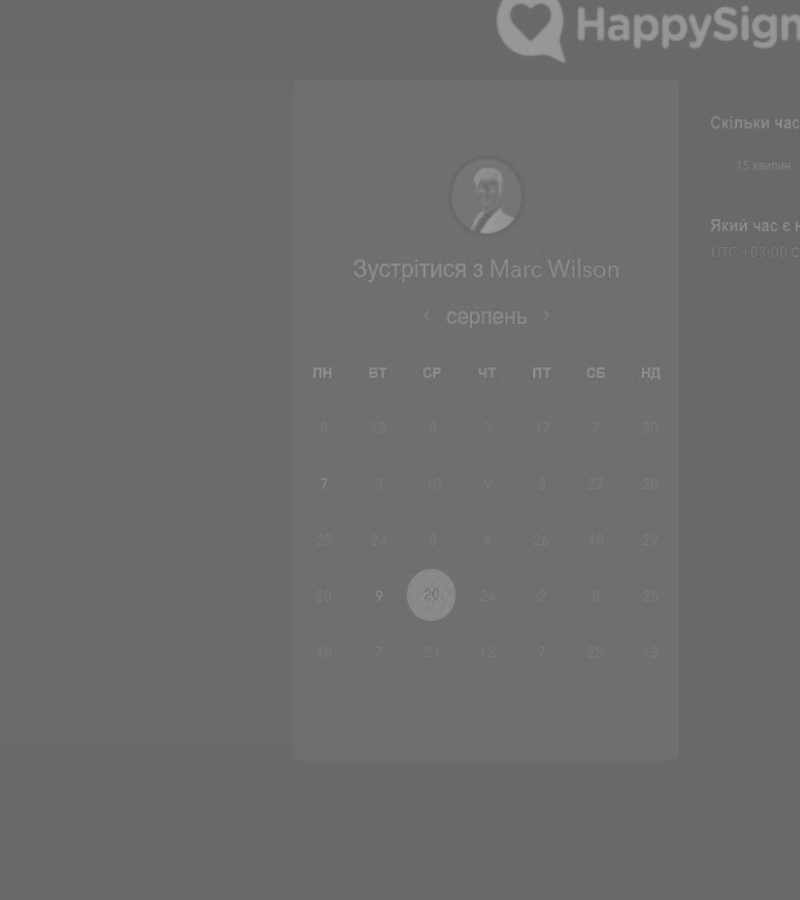 HappySign
Скільки час
15 хвилин
Який час є н
UTC +03:00 С
Зустрітися з Marc Wilson
‹ серпень ›
ПН ВТ СР ЧТ ПТ СБ НД
8 13 6 3 17 7 30
7 3 10 9 3 27 28
25 24 6 4 26 18 29
20 9 20 24 2 8 25
18 7 21 12 7 28 13